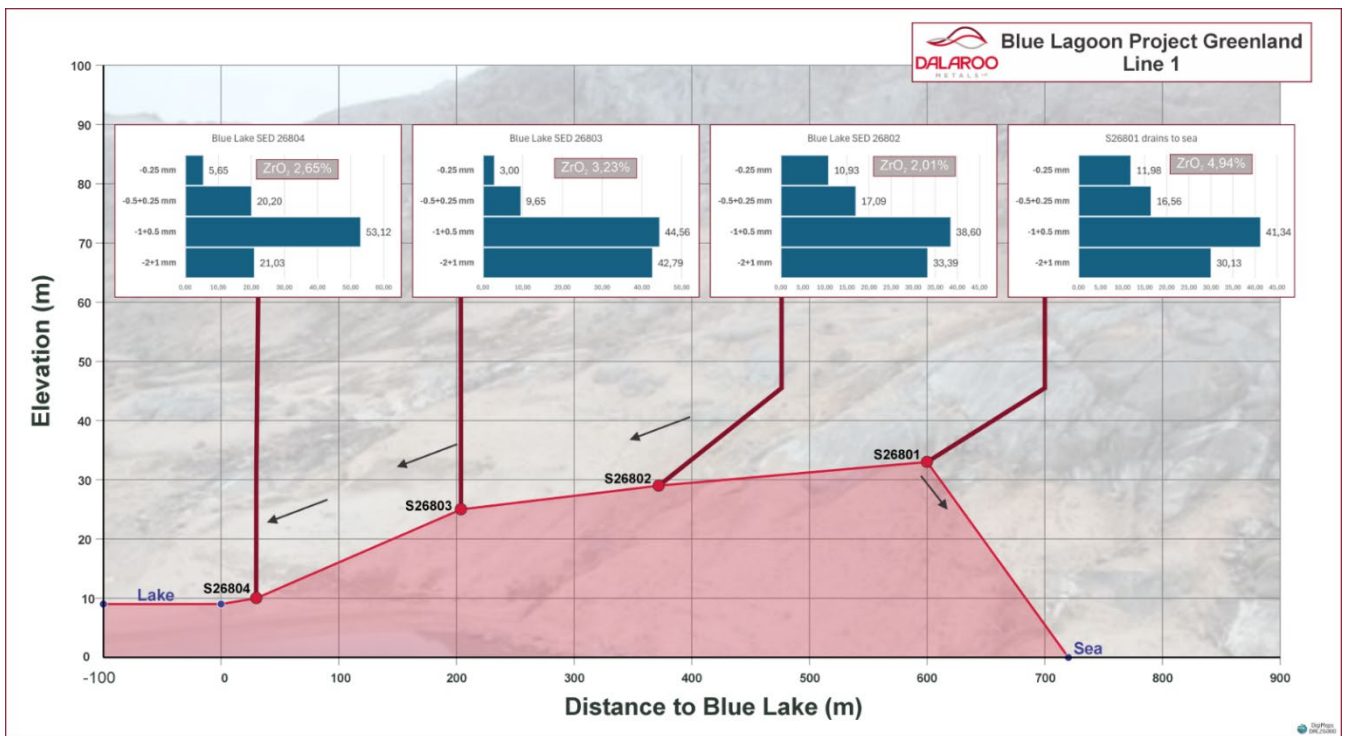 DALAROO
METALS LTD
Blue Lagoon Project Greenland
Line 1
Elevation (m)
100
90
80
70
60
50
40
30
20
10
0
Blue Lake SED 26804
ZrO₂ 2,65%
-0.25 mm 5,65
-0.5+0.25 mm 20,20
-1+0.5 mm 53,12
-2+1 mm 21,03
0,00 10,00 20,00 30,00 40,00 50,00 60,00
Blue Lake SED 26803
ZrO₂ 3,23%
-0.25 mm 3,00
-0.5+0.25 mm 9,65
-1+0.5 mm 44,56
-2+1 mm 42,79
0,00 10,00 20,00 30,00 40,00 50,00
Blue Lake SED 26802
ZrO₂ 2,01%
-0.25 mm 10,93
-0.5+0.25 mm 17,09
-1+0.5 mm 38,60
-2+1 mm 33,39
0,00 5,00 10,00 15,00 20,00 25,00 30,00 35,00 40,00 45,00
S26801 drains to sea
ZrO₂ 4,94%
-0.25 mm 11,98
-0.5+0.25 mm 16,56
-1+0.5 mm 41,34
-2+1 mm 30,13
0,00 5,00 10,00 15,00 20,00 25,00 30,00 35,00 40,00 45,00
S26801
S26802
S26803
S26804
Lake
Sea
-100 0 100 200 300 400 500 600 700 800 900
Distance to Blue Lake (m)
DigiMaps